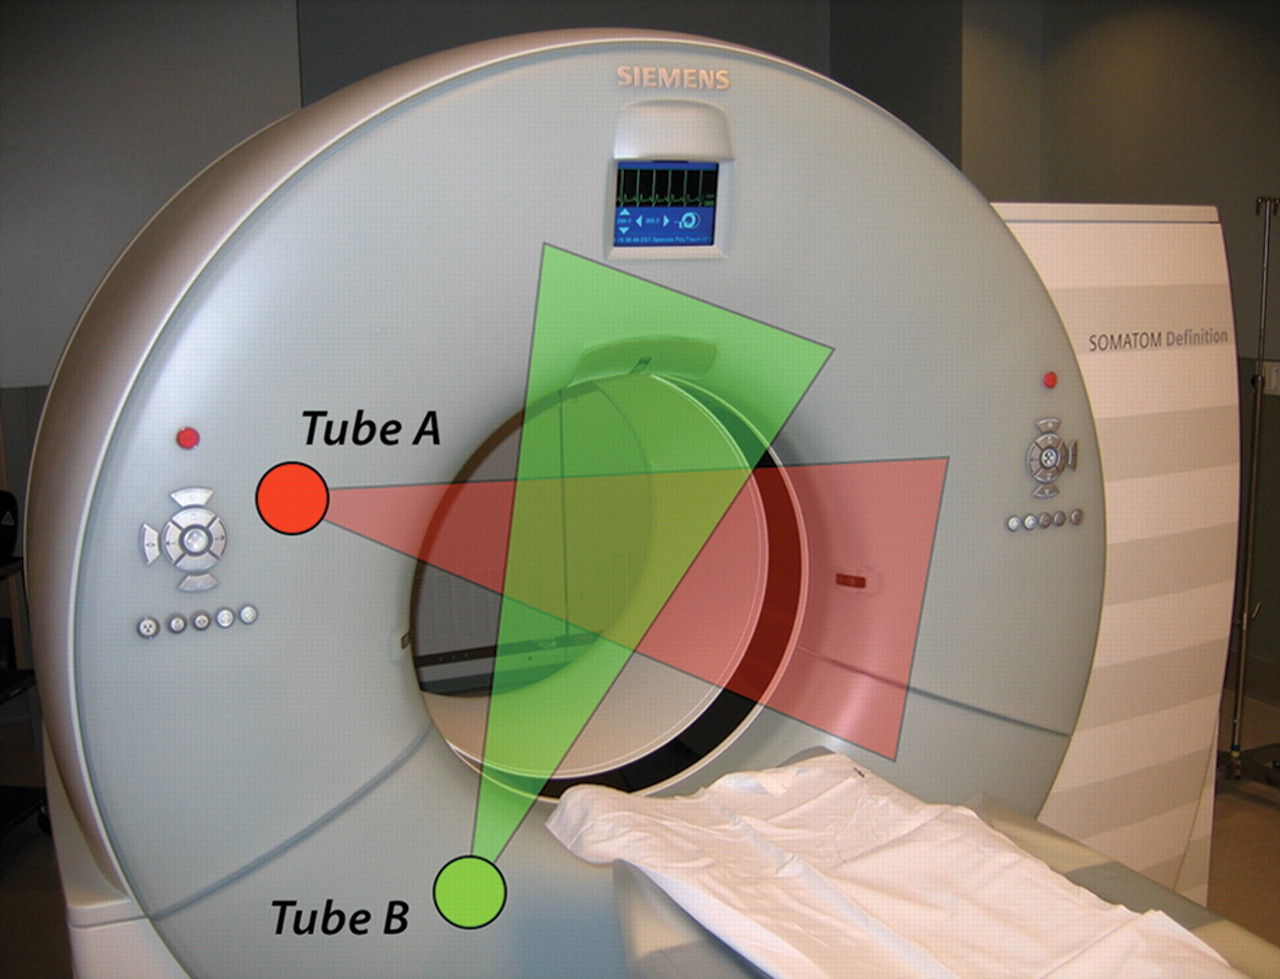 SIEMENS
SOMATOM Definition
Tube A
Tube B